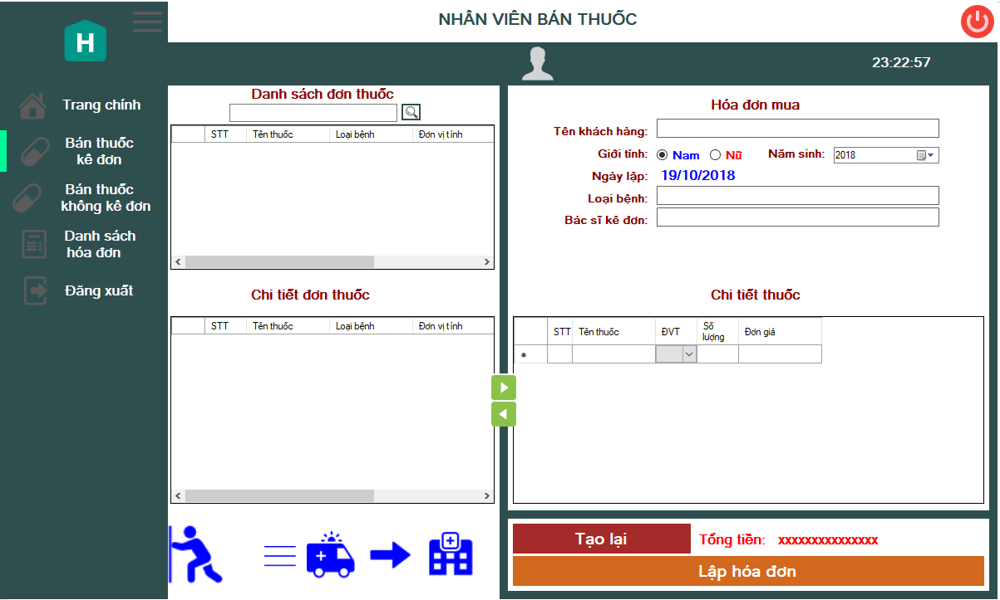 NHÂN VIÊN BÁN THUỐC
H
23:22:57
Trang chính
Bán thuốc
kê đơn
Bán thuốc
không kê đơn
Danh sách
hóa đơn
Đăng xuất
Danh sách đơn thuốc
STT Tên thuốc Loại bệnh Đơn vị tính
Chi tiết đơn thuốc
STT Tên thuốc Loại bệnh Đơn vị tính
Hóa đơn mua
Tên khách hàng:
Giới tính: Nam Nữ Năm sinh: 2018
Ngày lập: 19/10/2018
Loại bệnh:
Bác sĩ kê đơn:
Chi tiết thuốc
STT Tên thuốc ĐVT Số lượng Đơn giá
Tạo lại Tổng tiền: xxxxxxxxxxxxxxx
Lập hóa đơn